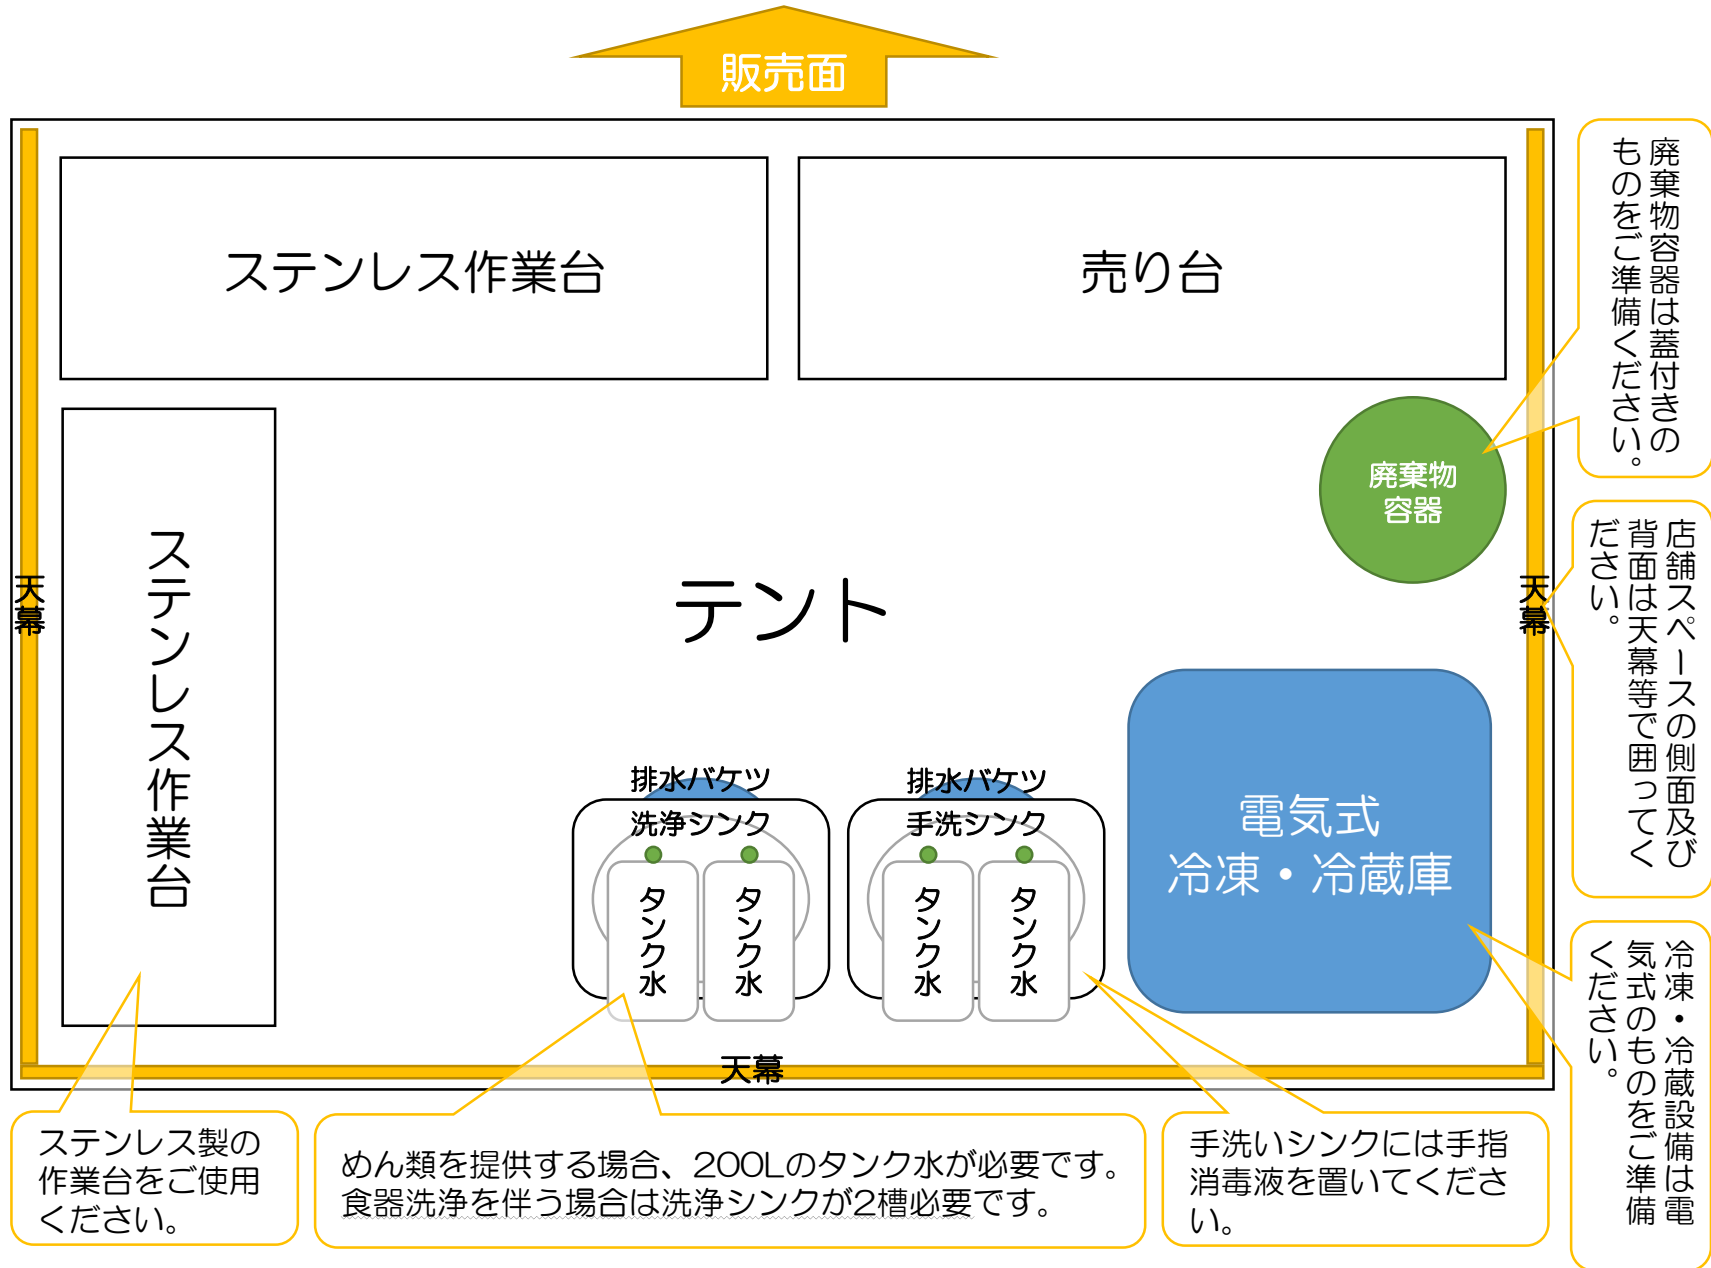 販売面
ステンレス作業台
売り台
廃棄物容器は蓋付きの
ものをご準備ください。
廃棄物
容器
ステンレス作業台
テント
天幕
天幕
店舗スペースの側面及び
背面は天幕等で囲ってく
ださい。
排水バケツ
洗浄シンク
タンク水
タンク水
排水バケツ
手洗シンク
タンク水
タンク水
電気式
冷凍・冷蔵庫
冷凍・冷蔵設備は電
気式のものをご準備
ください。
天幕
ステンレス製の
作業台をご使用
ください。
めん類を提供する場合、200Lのタンク水が必要です。
食器洗浄を伴う場合は洗浄シンクが2槽必要です。
手洗いシンクには手指
消毒液を置いてくださ
い。